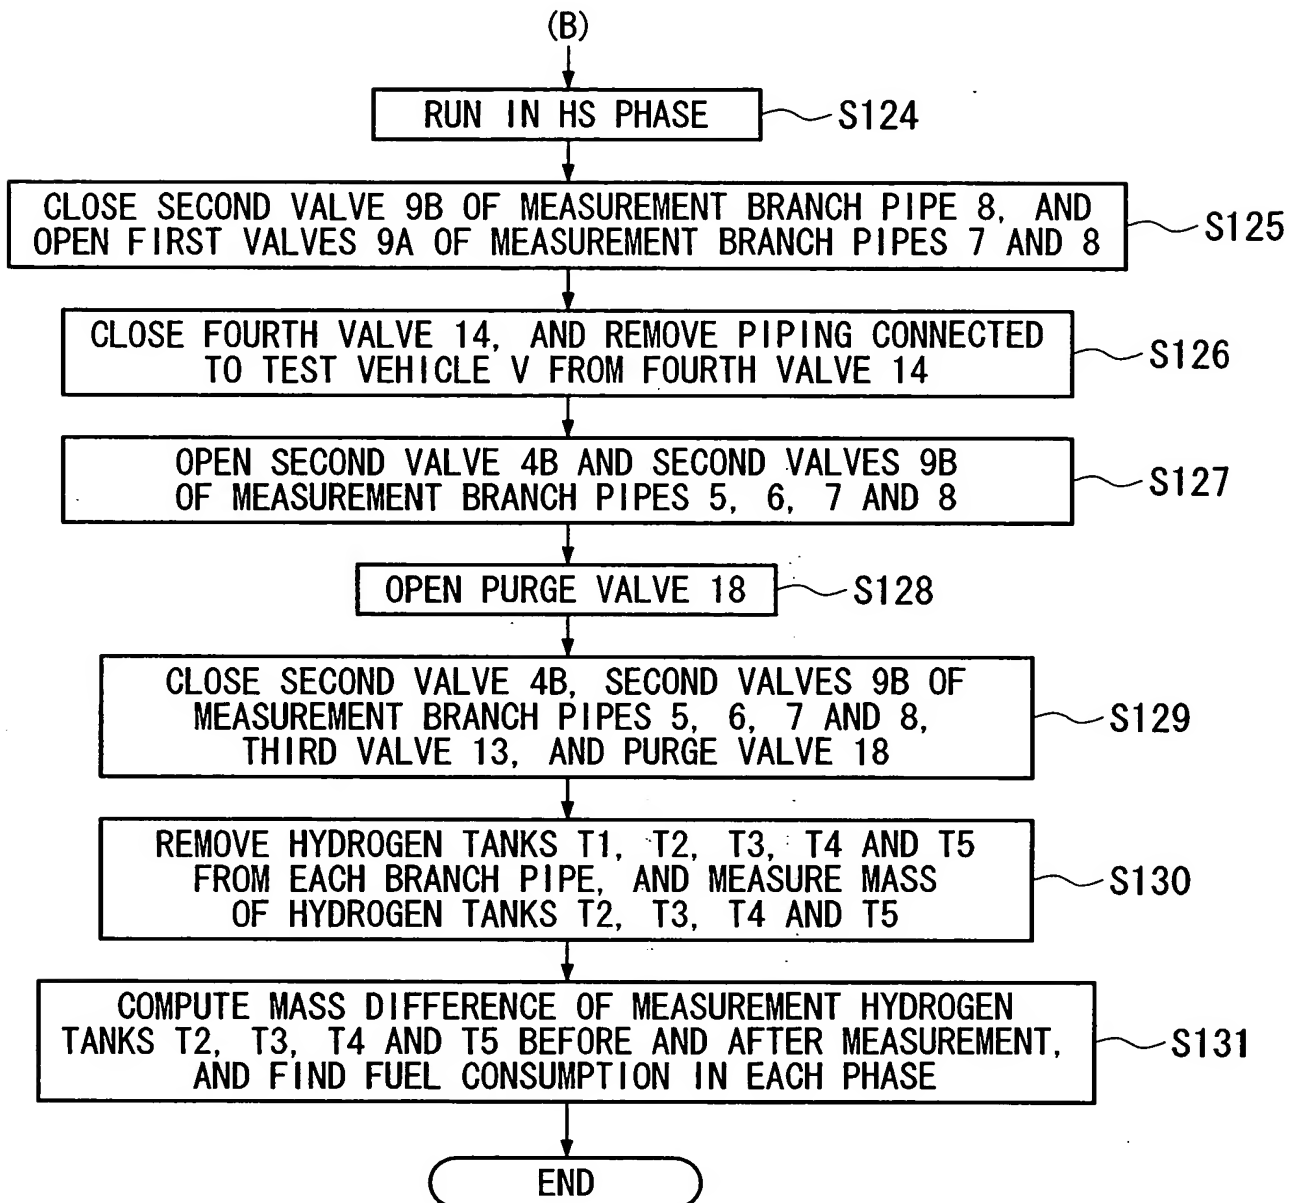 (B)
RUN IN HS PHASE
S124
CLOSE SECOND VALVE 9B OF MEASUREMENT BRANCH PIPE 8, AND
OPEN FIRST VALVES 9A OF MEASUREMENT BRANCH PIPES 7 AND 8
S125
CLOSE FOURTH VALVE 14, AND REMOVE PIPING CONNECTED
TO TEST VEHICLE V FROM FOURTH VALVE 14
S126
OPEN SECOND VALVE 4B AND SECOND VALVES 9B
OF MEASUREMENT BRANCH PIPES 5, 6, 7 AND 8
S127
OPEN PURGE VALVE 18
S128
CLOSE SECOND VALVE 4B, SECOND VALVES 9B OF
MEASUREMENT BRANCH PIPES 5, 6, 7 AND 8,
THIRD VALVE 13, AND PURGE VALVE 18
S129
REMOVE HYDROGEN TANKS T1, T2, T3, T4 AND T5
FROM EACH BRANCH PIPE, AND MEASURE MASS
OF HYDROGEN TANKS T2, T3, T4 AND T5
S130
COMPUTE MASS DIFFERENCE OF MEASUREMENT HYDROGEN
TANKS T2, T3, T4 AND T5 BEFORE AND AFTER MEASUREMENT,
AND FIND FUEL CONSUMPTION IN EACH PHASE
S131
END